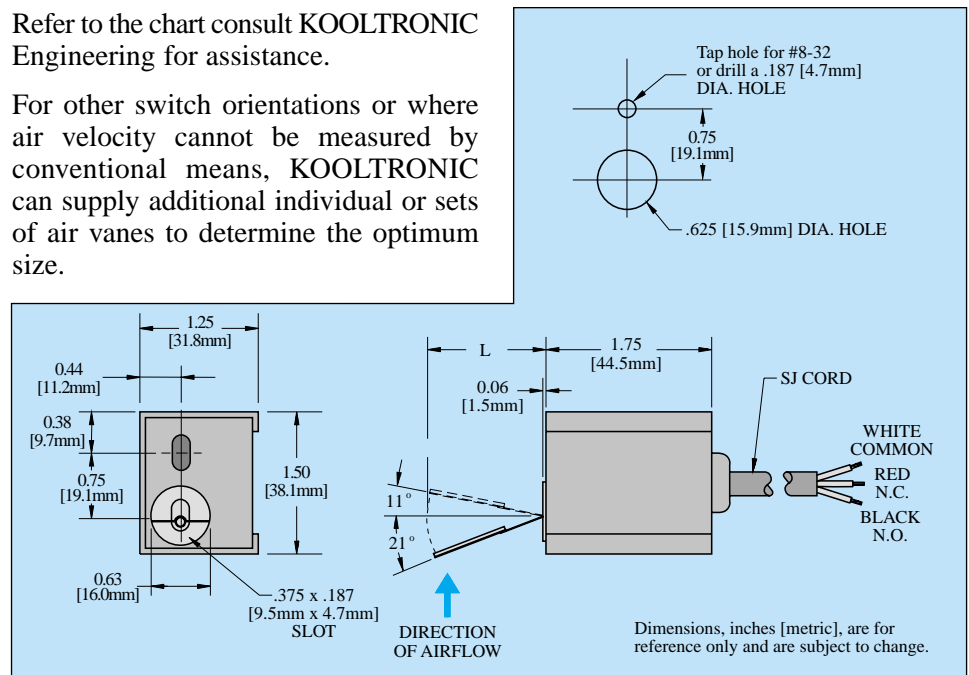 Refer to the chart consult KOOLTRONIC
Engineering for assistance.
For other switch orientations or where
air velocity cannot be measured by
conventional means, KOOLTRONIC
can supply additional individual or sets
of air vanes to determine the optimum
size.
Tap hole for #8-32
or drill a .187 [4.7mm]
DIA. HOLE
0.75
[19.1mm]
.625 [15.9mm] DIA. HOLE
1.25
[31.8mm]
0.44
[11.2mm]
0.38
[9.7mm]
0.75
[19.1mm]
1.50
[38.1mm]
0.63
[16.0mm]
.375 x .187
[9.5mm x 4.7mm]
SLOT
L
1.75
[44.5mm]
0.06
[1.5mm]
11°
21°
DIRECTION
OF AIRFLOW
SJ CORD
WHITE
COMMON
RED
N.C.
BLACK
N.O.
Dimensions, inches [metric], are for
reference only and are subject to change.